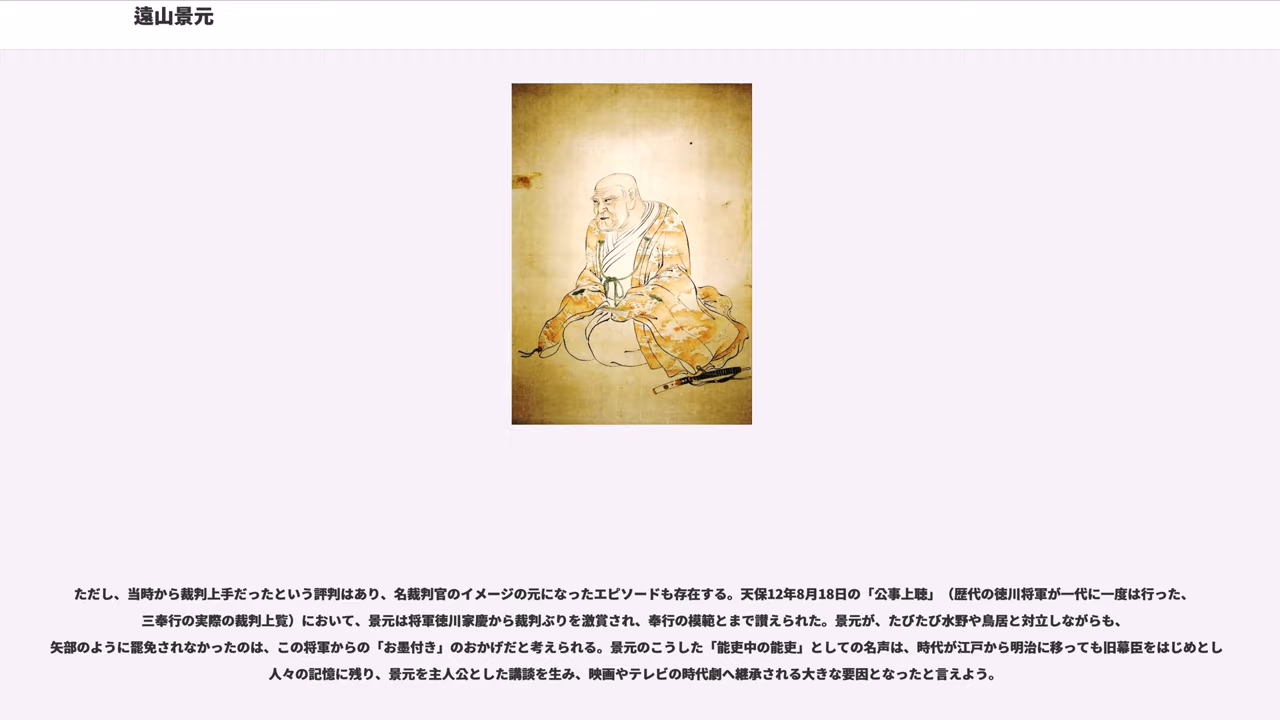 遠山景元
ただし、当時から裁判上手だったという評判はあり、名裁判官のイメージの元になったエピソードも存在する。天保12年8月18日の「公事上聴」（歴代の徳川将軍が一代に一度は行った、
三奉行の実際の裁判上覧）において、景元は将軍徳川家慶から裁判ぶりを激賞され、奉行の模範とまで讃えられた。景元が、たびたび水野や鳥居と対立しながらも、
矢部のように罷免されなかったのは、この将軍からの「お墨付き」のおかげだと考えられる。景元のこうした「能吏中の能吏」としての名声は、時代が江戸から明治に移っても旧幕臣をはじめとし
人々の記憶に残り、景元を主人公とした講談を生み、映画やテレビの時代劇へ継承される大きな要因となったと言えよう。